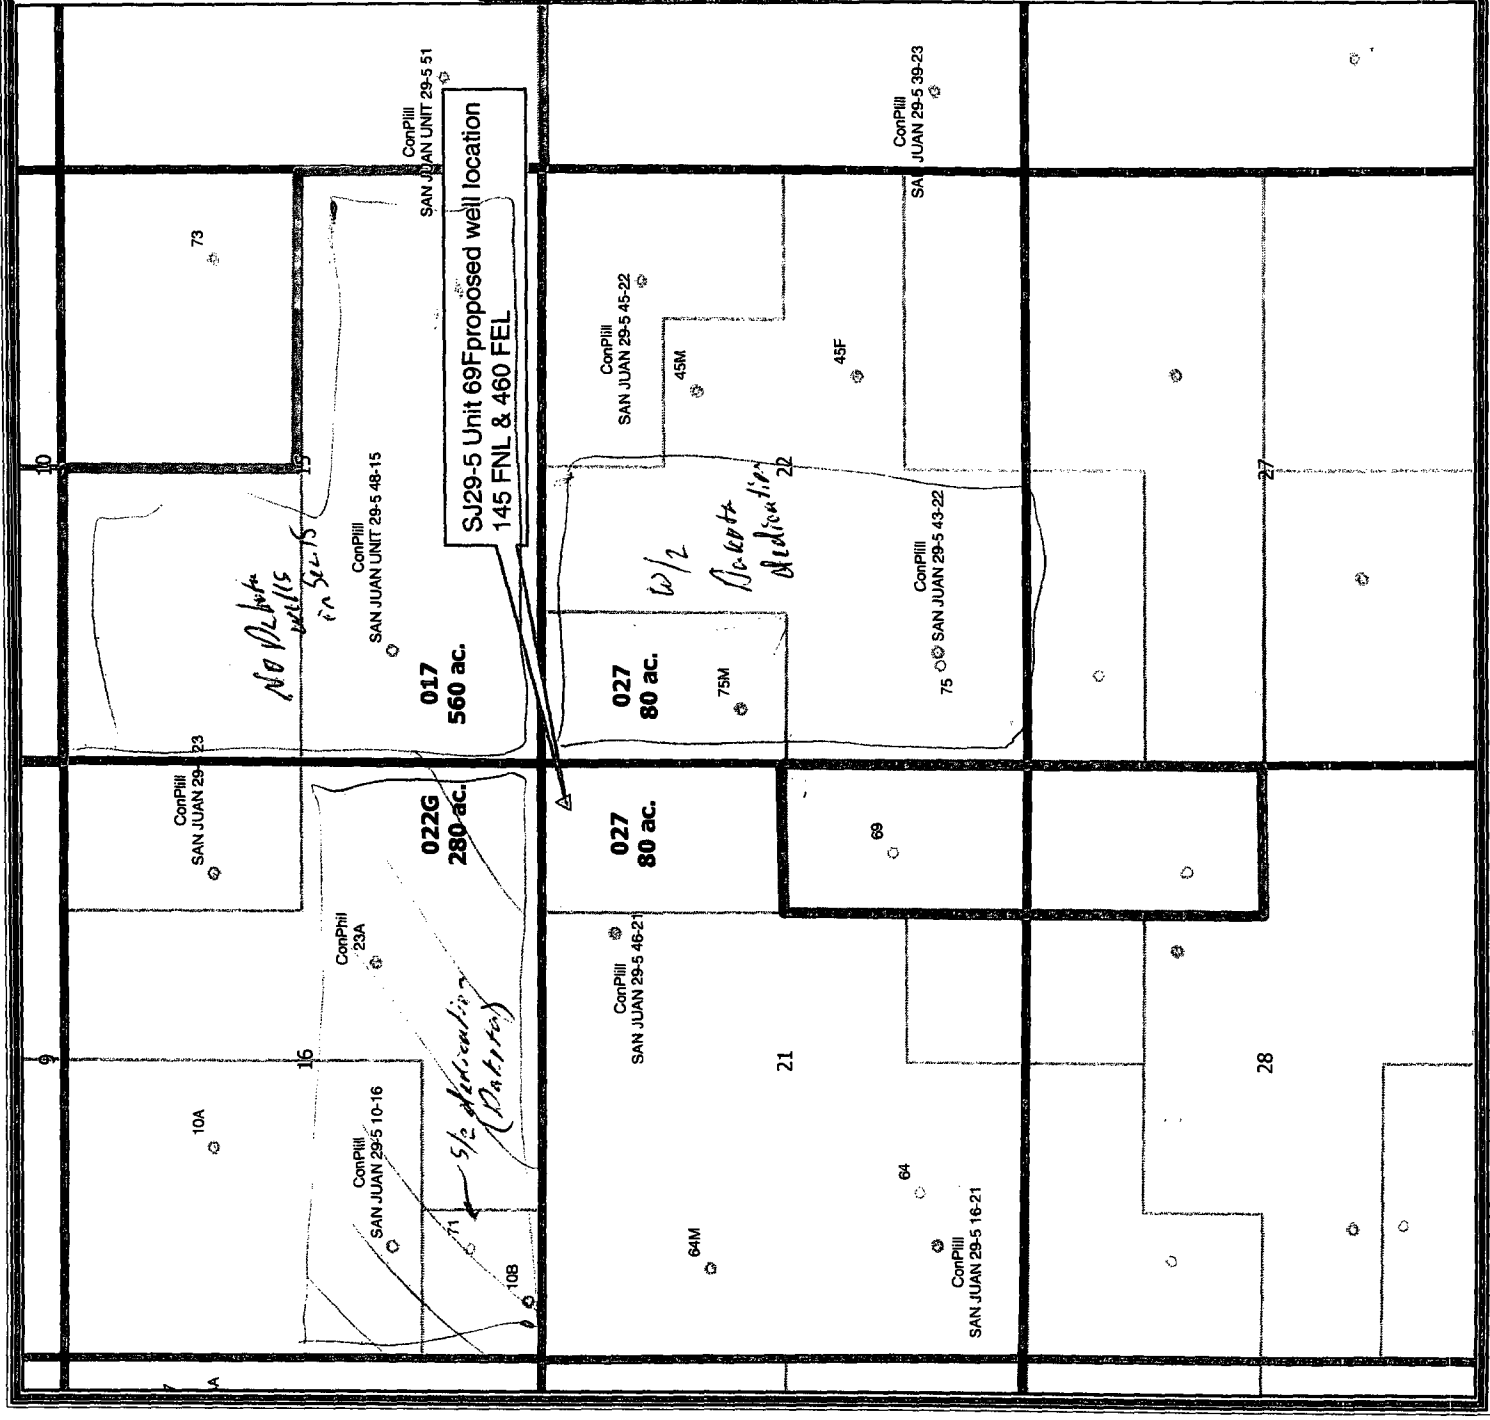 9
10
10A
ConPhil
SAN JUAN 29- 23
73
No Dakota
wells
in Sec 15
16
15
ConPhil
23A
ConPhil
SAN JUAN 29-5 10-16
ConPhil
SAN JUAN UNIT 29-5 48-15
ConPhil
SAN JUAN UNIT 29-5 51
71
S/2 dedication
(Dakota)
022G
280 ac.
017
560 ac.
10B
SJ29-5 Unit 69Fproposed well location
145 FNL & 460 FEL
ConPhil
SAN JUAN 29-5 46-21
027
80 ac.
027
80 ac.
ConPhil
SAN JUAN 29-5 45-22
W/2
Dakota
dedication
64M
75M
45M
21
22
45F
69
64
ConPhil
SAN JUAN 29-5 16-21
75
ConPhil
SAN JUAN 29-5 43-22
ConPhil
SAN JUAN 29-5 39-23
28
27